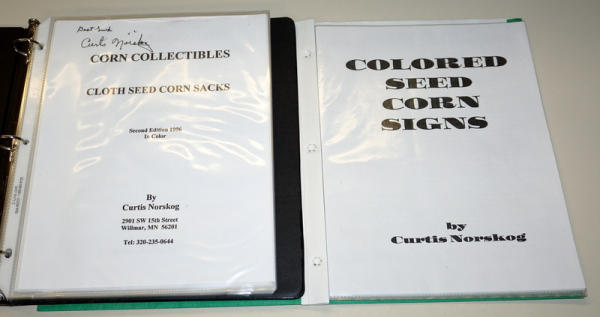 Best Luck
Curtis Norskog
CORN COLLECTIBLES
CLOTH SEED CORN SACKS
Second Edition 1996
In Color
By
Curtis Norskog
2901 SW 15th Street
Willmar, MN 56201
Tel: 320-235-0644
COLORED
SEED
CORN
SIGNS
by
Curtis Norskog